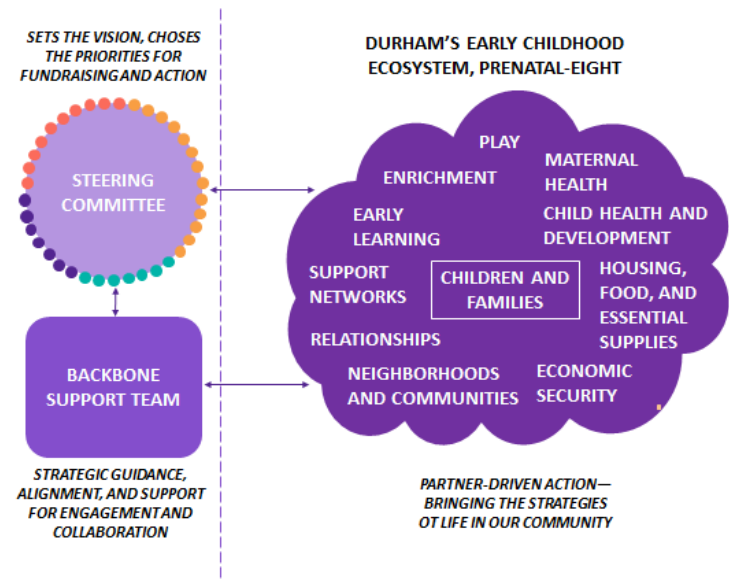 SETS THE VISION, CHOSES
THE PRIORITIES FOR
FUNDRAISING AND ACTION
STEERING
COMMITTEE
BACKBONE
SUPPORT TEAM
STRATEGIC GUIDANCE,
ALIGNMENT, AND SUPPORT
FOR ENGAGEMENT AND
COLLABORATION
DURHAM'S EARLY CHILDHOOD
ECOSYSTEM, PRENATAL-EIGHT
PLAY
ENRICHMENT
MATERNAL
HEALTH
EARLY
LEARNING
CHILD HEALTH AND
DEVELOPMENT
SUPPORT
NETWORKS
CHILDREN AND
FAMILIES
HOUSING,
FOOD, AND
ESSENTIAL
SUPPLIES
RELATIONSHIPS
NEIGHBORHOODS
AND COMMUNITIES
ECONOMIC
SECURITY
PARTNER-DRIVEN ACTION—
BRINGING THE STRATEGIES
OT LIFE IN OUR COMMUNITY